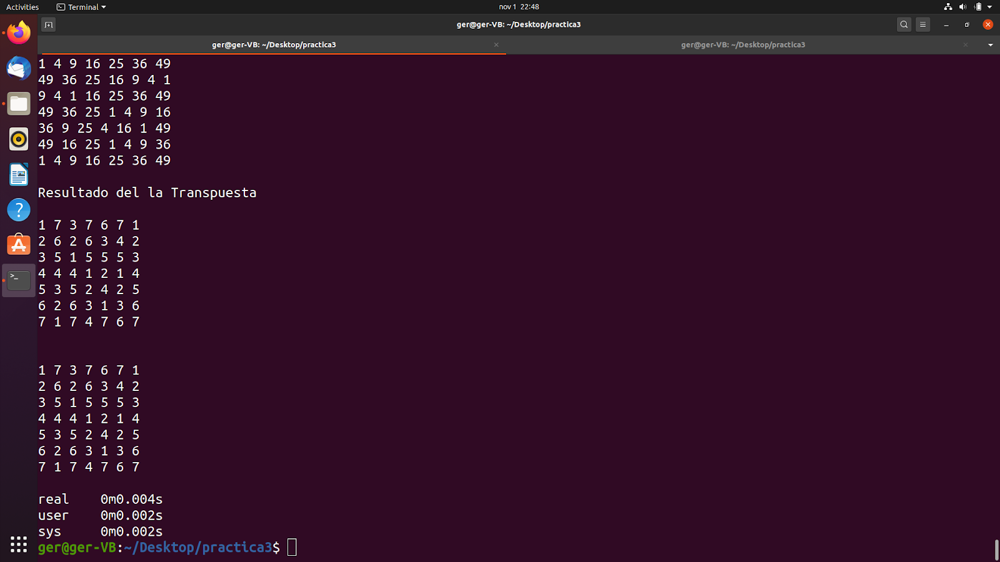 Activities Terminal nov 1 22:48
ger@ger-VB: ~/Desktop/practica3
ger@ger-VB: ~/Desktop/practica3 ger@ger-VB: ~/Desktop/practica3
1 4 9 16 25 36 49
49 36 25 16 9 4 1
9 4 1 16 25 36 49
49 36 25 1 4 9 16
36 9 25 4 16 1 49
49 16 25 1 4 9 36
1 4 9 16 25 36 49
Resultado del la Transpuesta
1 7 3 7 6 7 1
2 6 2 6 3 4 2
3 5 1 5 5 5 3
4 4 4 1 2 1 4
5 3 5 2 4 2 5
6 2 6 3 1 3 6
7 1 7 4 7 6 7
1 7 3 7 6 7 1
2 6 2 6 3 4 2
3 5 1 5 5 5 3
4 4 4 1 2 1 4
5 3 5 2 4 2 5
6 2 6 3 1 3 6
7 1 7 4 7 6 7
real 0m0.004s
user 0m0.002s
sys 0m0.002s
ger@ger-VB:~/Desktop/practica3$